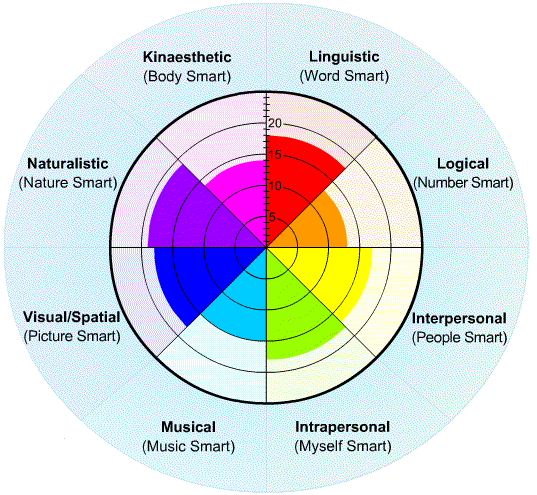 Kinaesthetic
(Body Smart)
Linguistic
(Word Smart)
20
15
10
5
Naturalistic
(Nature Smart)
Logical
(Number Smart)
Visual/Spatial
(Picture Smart)
Interpersonal
(People Smart)
Musical
(Music Smart)
Intrapersonal
(Myself Smart)